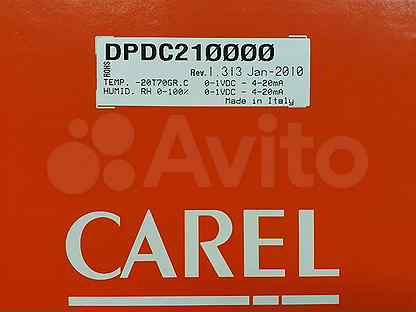 DPDC210000
ROHS
Rev.1.313 Jan-2010
TEMP. -20T70GR.C 0-1VDC - 4-20mA
HUMID. RH 0-100% 0-1VDC - 4-20mA
Made in Italy
Avito
CAREL